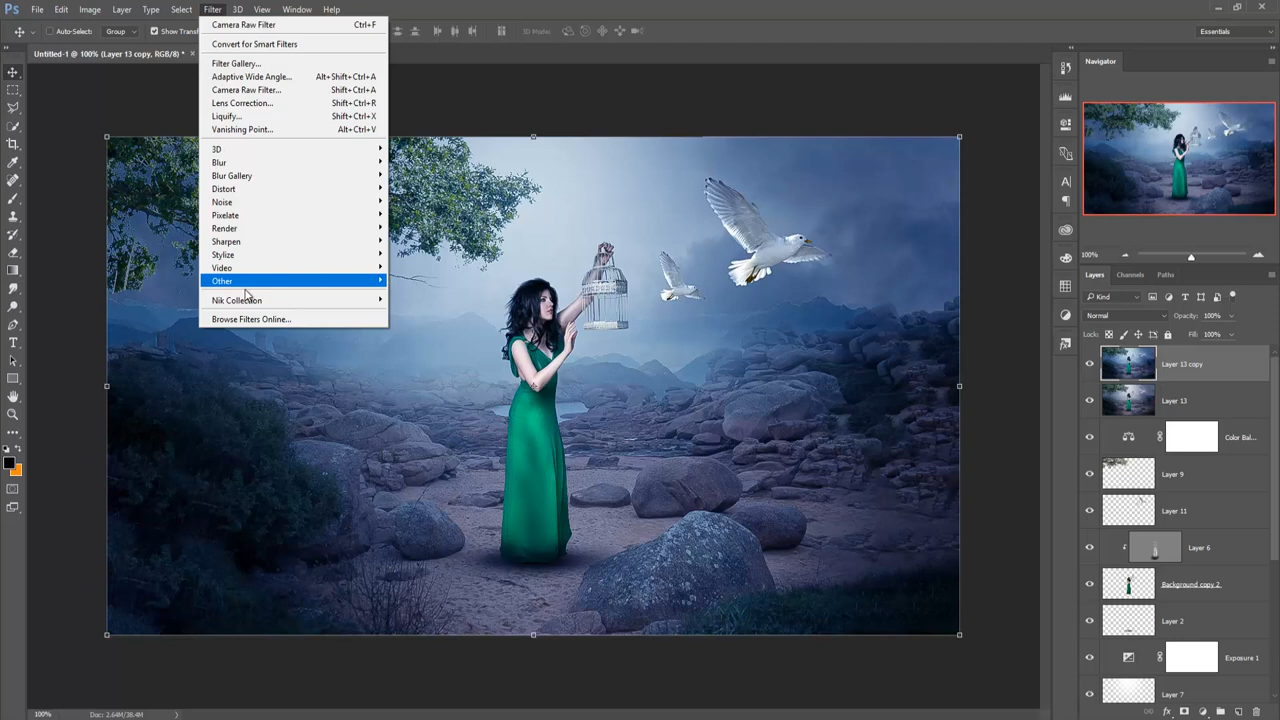 Ps File Edit Image Layer Type Select Filter 3D View Window Help
Auto-Select: Group Show Transf 3D Modes Essentials
Untitled-1 @ 100% (Layer 13 copy, RGB/8) * ×
Camera Raw Filter Ctrl+F
Convert for Smart Filters
Filter Gallery...
Adaptive Wide Angle... Alt+Shift+Ctrl+A
Camera Raw Filter... Shift+Ctrl+A
Lens Correction... Shift+Ctrl+R
Liquify... Shift+Ctrl+X
Vanishing Point... Alt+Ctrl+V
3D
Blur
Blur Gallery
Distort
Noise
Pixelate
Render
Sharpen
Stylize
Video
Other
Nik Collection
Browse Filters Online...
Navigator
100%
Layers Channels Paths
Kind
Normal Opacity: 100%
Lock: Fill: 100%
Layer 13 copy
Layer 13
Color Bal...
Layer 9
Layer 11
Layer 6
Background copy 2
Layer 2
Exposure 1
Layer 7
100% Doc: 2.64M/38.4M